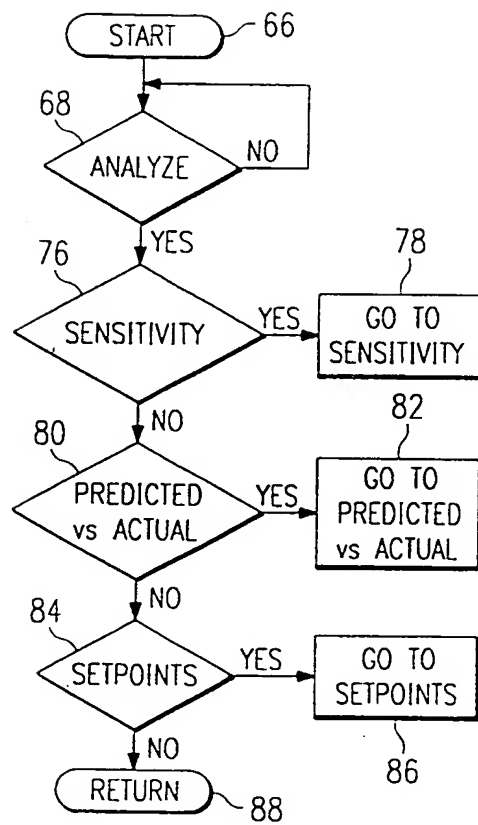 START
66
68
ANALYZE
NO
YES
76
SENSITIVITY
YES
78
GO TO
SENSITIVITY
NO
80
PREDICTED
vs ACTUAL
YES
82
GO TO
PREDICTED
vs ACTUAL
NO
84
SETPOINTS
YES
GO TO
SETPOINTS
86
NO
RETURN
88